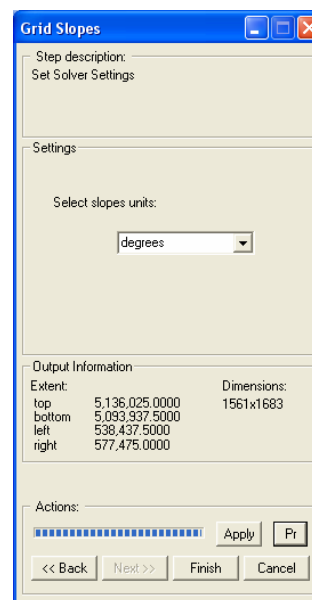 Grid Slopes
Step description:
Set Solver Settings
Settings
Select slopes units:
degrees
Output Information
Extent: Dimensions:
top 5,136,025.0000 1561x1683
bottom 5,093,937.5000
left 538,437.5000
right 577,475.0000
Actions:
Apply Pr
<< Back Next >> Finish Cancel